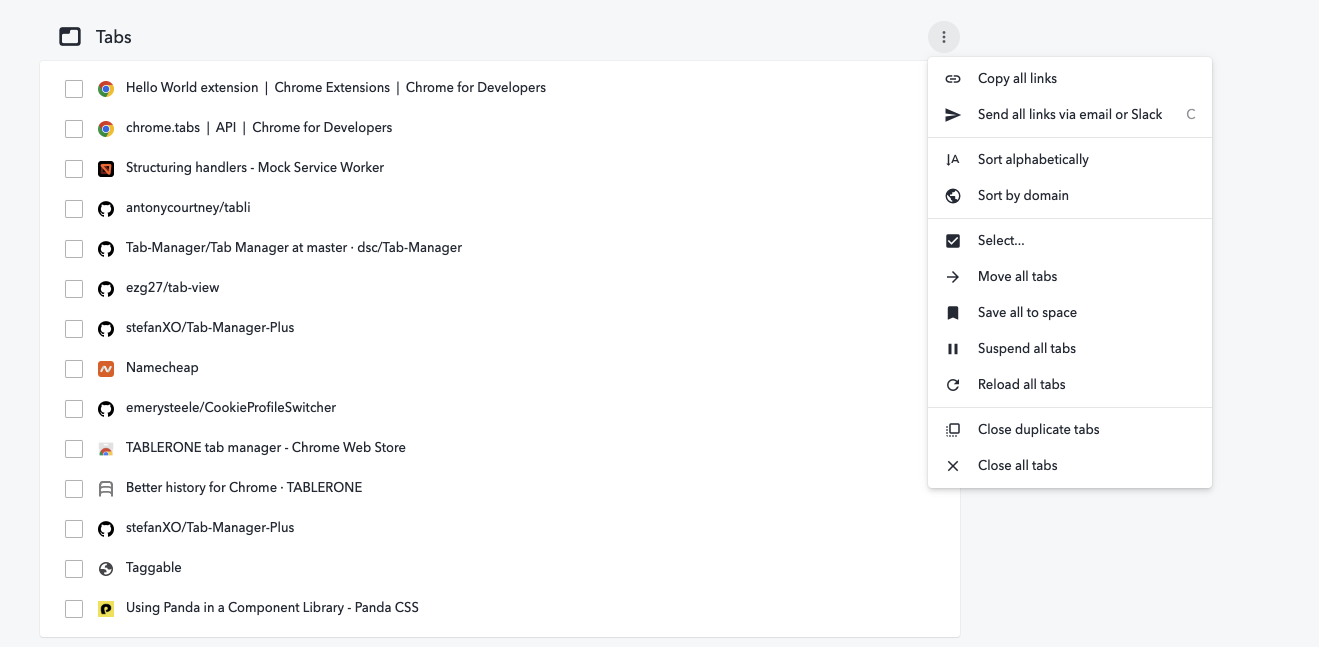 Tabs
Hello World extension | Chrome Extensions | Chrome for Developers
chrome.tabs | API | Chrome for Developers
Structuring handlers - Mock Service Worker
antonycourtney/tabli
Tab-Manager/Tab Manager at master · dsc/Tab-Manager
ezg27/tab-view
stefanXO/Tab-Manager-Plus
Namecheap
emerysteele/CookieProfileSwitcher
TABLERONE tab manager - Chrome Web Store
Better history for Chrome · TABLERONE
stefanXO/Tab-Manager-Plus
Taggable
Using Panda in a Component Library - Panda CSS
Copy all links
Send all links via email or Slack C
Sort alphabetically
Sort by domain
Select...
Move all tabs
Save all to space
Suspend all tabs
Reload all tabs
Close duplicate tabs
Close all tabs